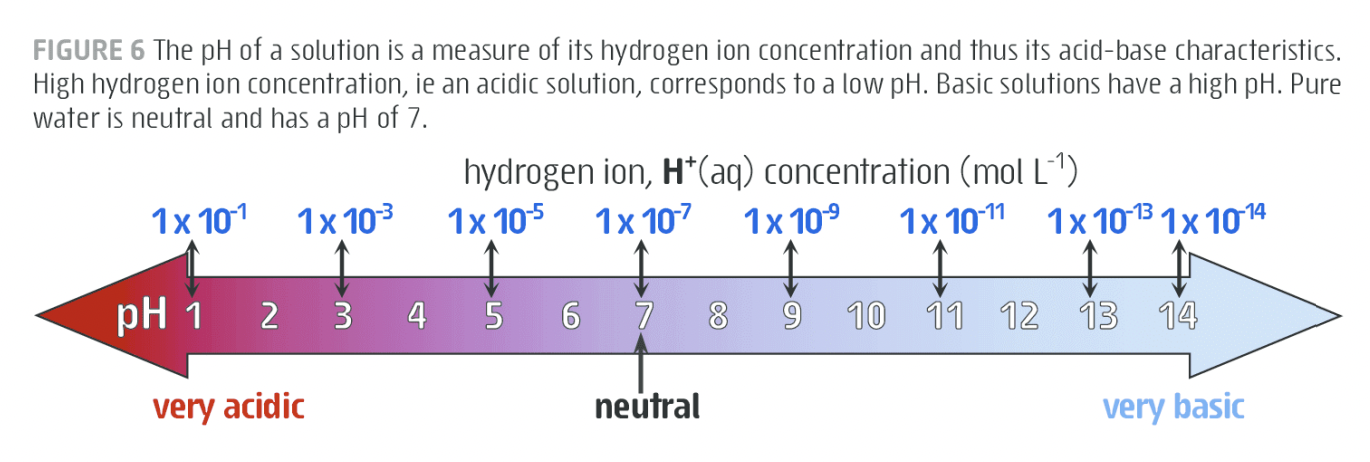 FIGURE 6 The pH of a solution is a measure of its hydrogen ion concentration and thus its acid-base characteristics.
High hydrogen ion concentration, ie an acidic solution, corresponds to a low pH. Basic solutions have a high pH. Pure
water is neutral and has a pH of 7.
hydrogen ion, H⁺(aq) concentration (mol L⁻¹)
1 x 10⁻¹ 1 x 10⁻³ 1 x 10⁻⁵ 1 x 10⁻⁷ 1 x 10⁻⁹ 1 x 10⁻¹¹ 1 x 10⁻¹³ 1 x 10⁻¹⁴
pH 1 2 3 4 5 6 7 8 9 10 11 12 13 14
very acidic neutral very basic